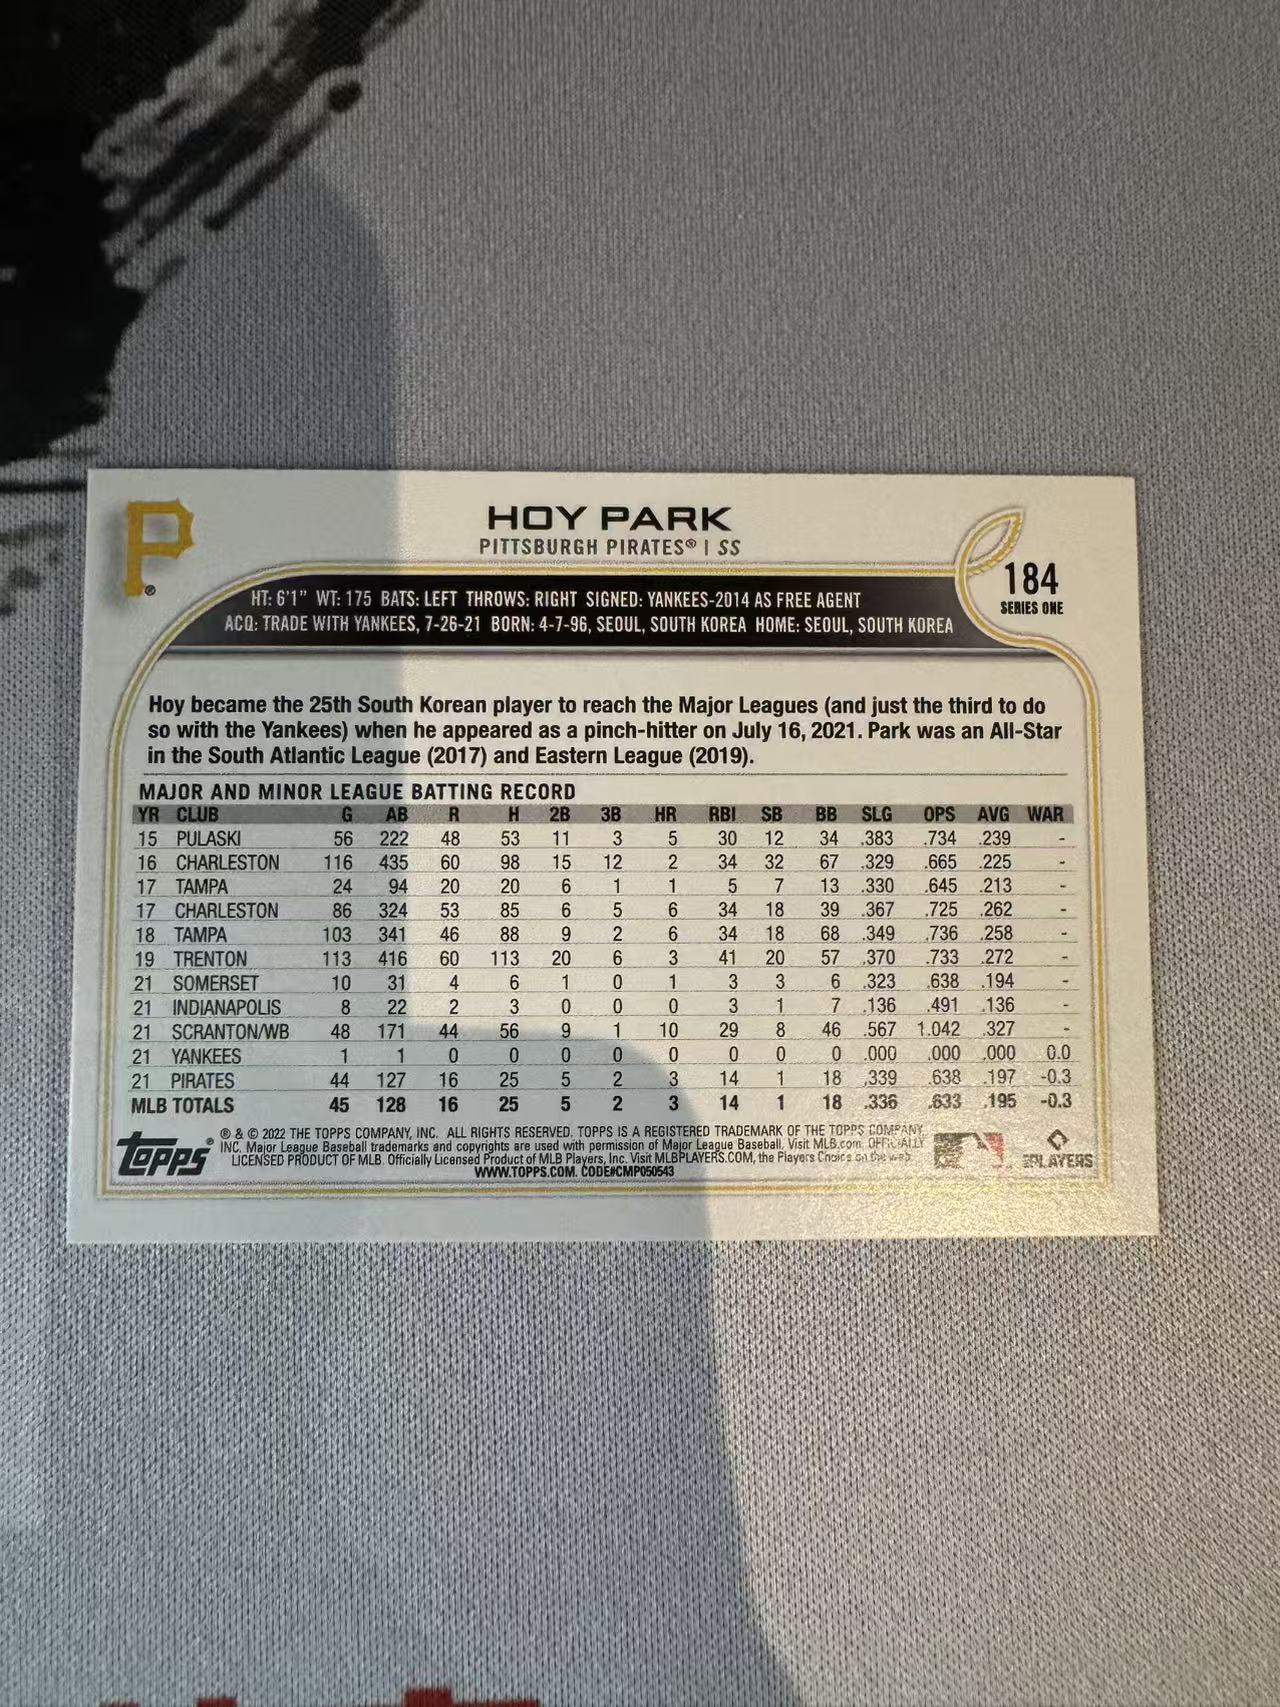 P
HOY PARK
PITTSBURGH PIRATES® | SS
184
SERIES ONE
HT: 6'1" WT: 175 BATS: LEFT THROWS: RIGHT SIGNED: YANKEES-2014 AS FREE AGENT
ACQ: TRADE WITH YANKEES, 7-26-21 BORN: 4-7-96, SEOUL, SOUTH KOREA HOME: SEOUL, SOUTH KOREA
Hoy became the 25th South Korean player to reach the Major Leagues (and just the third to do
so with the Yankees) when he appeared as a pinch-hitter on July 16, 2021. Park was an All-Star
in the South Atlantic League (2017) and Eastern League (2019).
MAJOR AND MINOR LEAGUE BATTING RECORD
YR CLUB G AB R H 2B 3B HR RBI SB BB SLG OPS AVG WAR
15 PULASKI 56 222 48 53 11 3 5 30 12 34 .383 .734 .239 -
16 CHARLESTON 116 435 60 98 15 12 2 34 32 67 .329 .665 .225 -
17 TAMPA 24 94 20 20 6 1 1 5 7 13 .330 .645 .213 -
17 CHARLESTON 86 324 53 85 6 5 6 34 18 39 .367 .725 .262 -
18 TAMPA 103 341 46 88 9 2 6 34 18 68 .349 .736 .258 -
19 TRENTON 113 416 60 113 20 6 3 41 20 57 .370 .733 .272 -
21 SOMERSET 10 31 4 6 1 0 1 3 3 6 .323 .638 .194 -
21 INDIANAPOLIS 8 22 2 3 0 0 0 3 1 7 .136 .491 .136 -
21 SCRANTON/WB 48 171 44 56 9 1 10 29 8 46 .567 1.042 .327 -
21 YANKEES 1 1 0 0 0 0 0 0 0 0 .000 .000 .000 0.0
21 PIRATES 44 127 16 25 5 2 3 14 1 18 .339 .638 .197 -0.3
MLB TOTALS 45 128 16 25 5 2 3 14 1 18 .336 .633 .195 -0.3
topps®
® & © 2022 THE TOPPS COMPANY, INC. ALL RIGHTS RESERVED. TOPPS IS A REGISTERED TRADEMARK OF THE TOPPS COMPANY,
INC. Major League Baseball trademarks and copyrights are used with permission of Major League Baseball. Visit MLB.com. OFFICIALLY
LICENSED PRODUCT OF MLB. Officially Licensed Product of MLB Players, Inc. Visit MLBPLAYERS.COM, the Players Choice on the web.
WWW.TOPPS.COM. CODE#CMP050543
PLAYERS